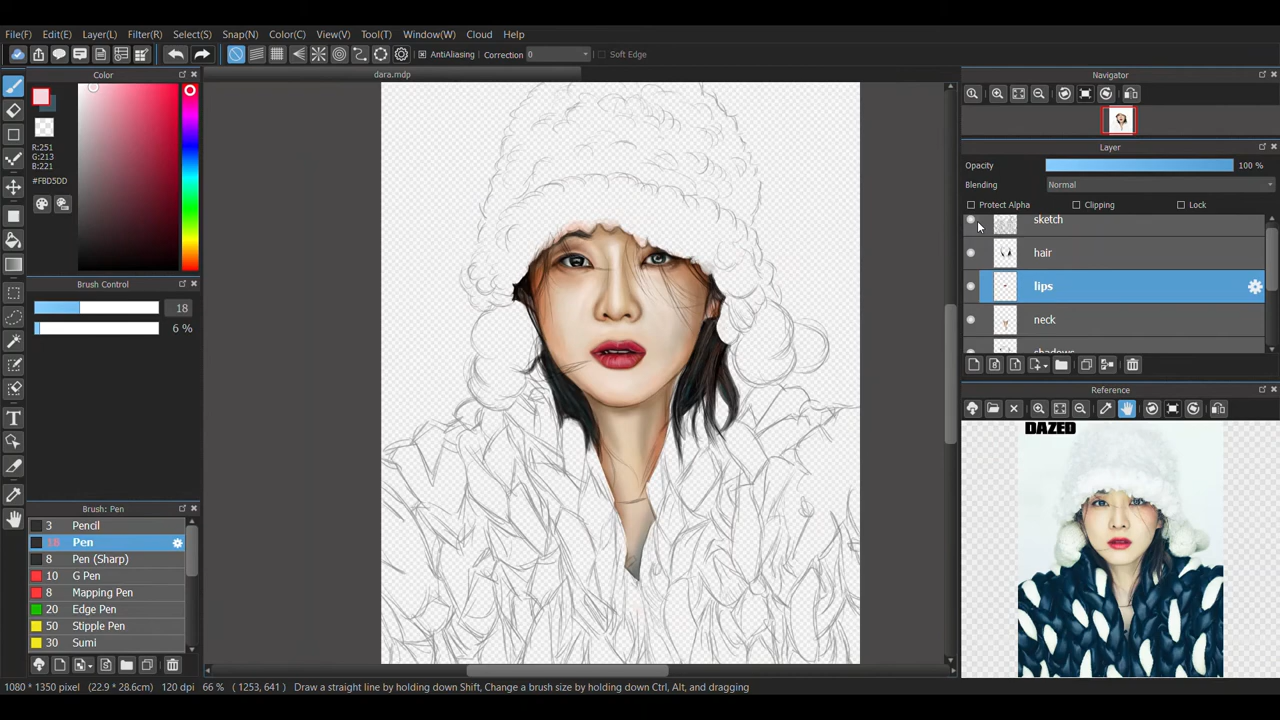 File(F) Edit(E) Layer(L) Filter(R) Select(S) Snap(N) Color(C) View(V) Tool(T) Window(W) Cloud Help
AntiAliasing Correction 0 Soft Edge
Color
dara.mdp
Navigator
R:251
G:213
B:221
#FBD5DD
Layer
Opacity 100 %
Blending Normal
Protect Alpha Clipping Lock
sketch
hair
lips
neck
shadows
Brush Control
18
6 %
Reference
DAZED
Brush: Pen
3 Pencil
18 Pen
8 Pen (Sharp)
10 G Pen
8 Mapping Pen
20 Edge Pen
50 Stipple Pen
30 Sumi
1080 * 1350 pixel (22.9 * 28.6cm) 120 dpi 66 % ( 1253, 641 ) Draw a straight line by holding down Shift, Change a brush size by holding down Ctrl, Alt, and dragging